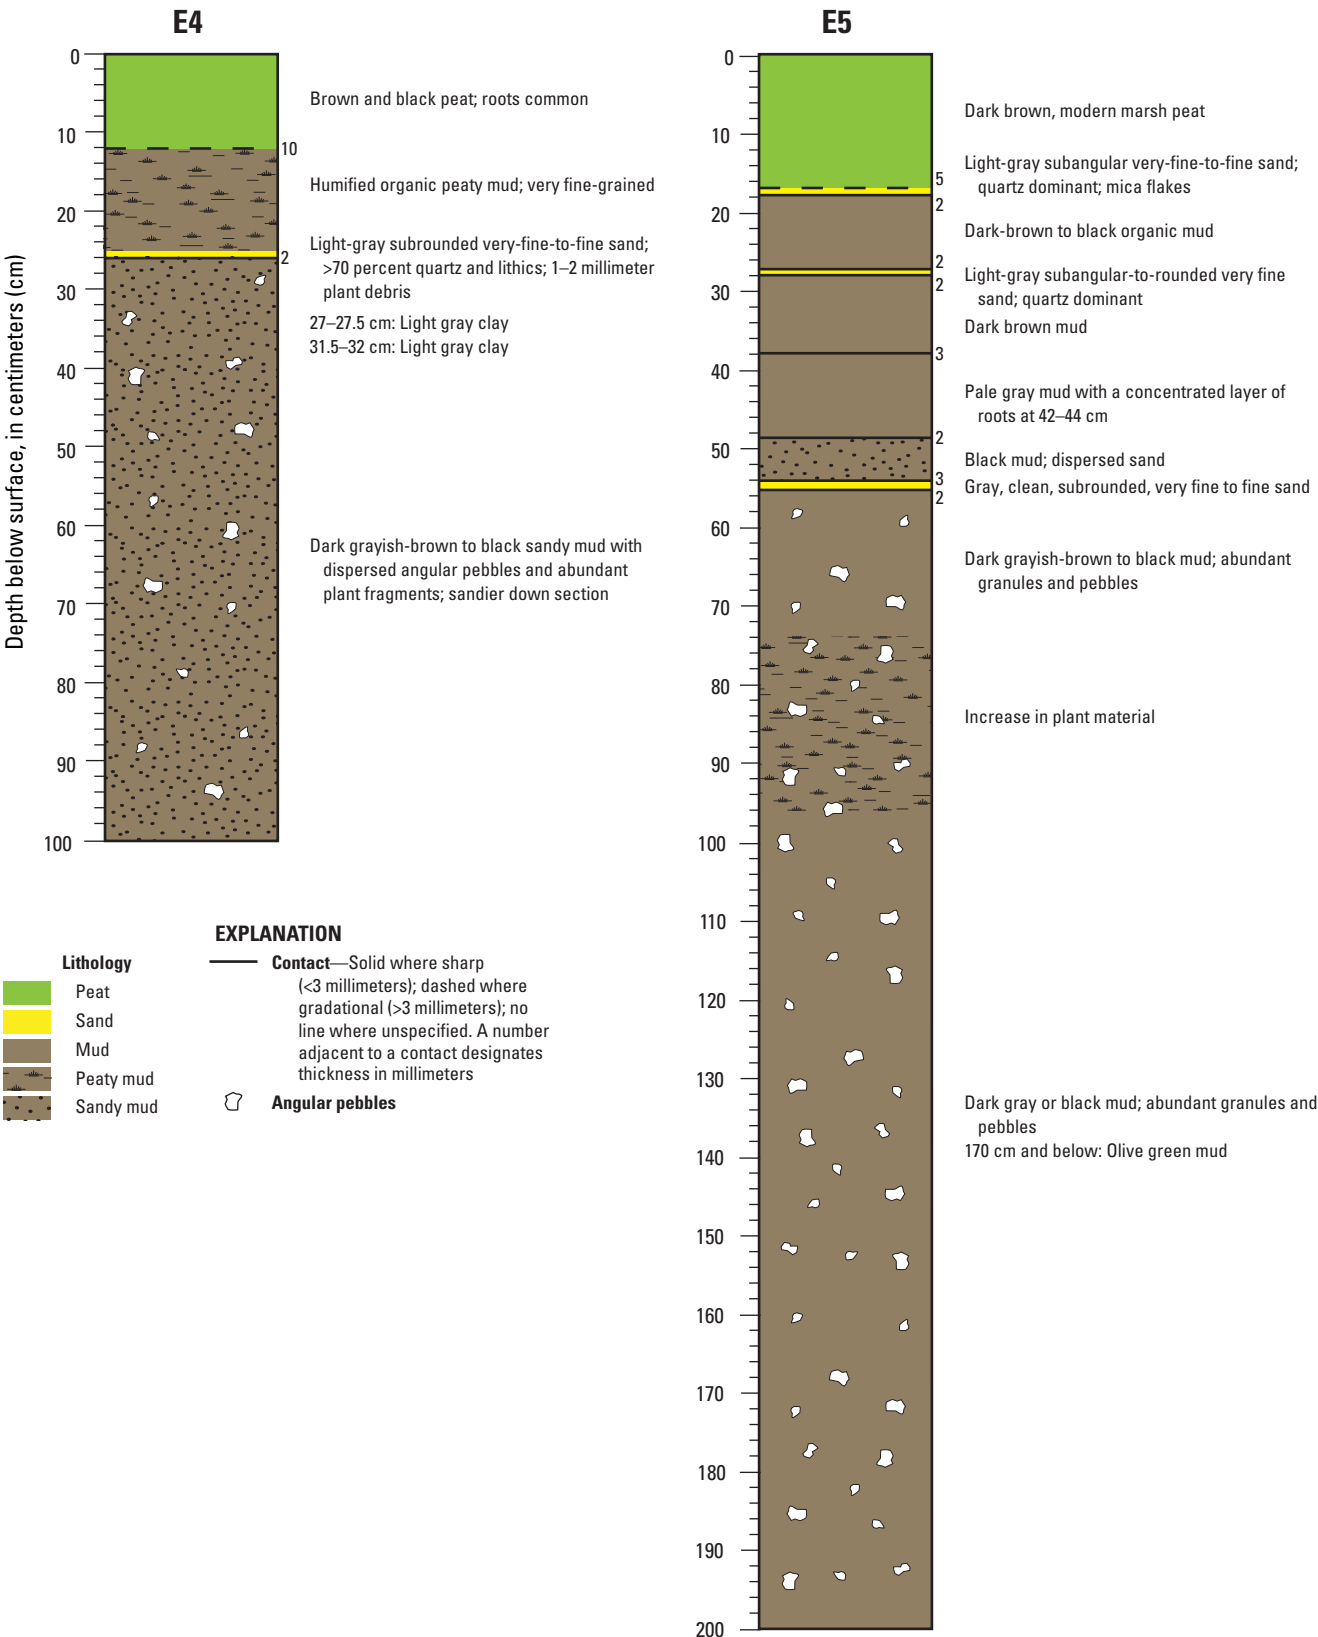 E4
Depth below surface, in centimeters (cm)
0
10
20
30
40
50
60
70
80
90
100
10
2
Brown and black peat; roots common
Humified organic peaty mud; very fine-grained
Light-gray subrounded very-fine-to-fine sand;
>70 percent quartz and lithics; 1–2 millimeter
plant debris
27–27.5 cm: Light gray clay
31.5–32 cm: Light gray clay
Dark grayish-brown to black sandy mud with
dispersed angular pebbles and abundant
plant fragments; sandier down section
E5
0
10
20
30
40
50
60
70
80
90
100
110
120
130
140
150
160
170
180
190
200
5
2
2
2
3
2
3
2
Dark brown, modern marsh peat
Light-gray subangular very-fine-to-fine sand;
quartz dominant; mica flakes
Dark-brown to black organic mud
Light-gray subangular-to-rounded very fine
sand; quartz dominant
Dark brown mud
Pale gray mud with a concentrated layer of
roots at 42–44 cm
Black mud; dispersed sand
Gray, clean, subrounded, very fine to fine sand
Dark grayish-brown to black mud; abundant
granules and pebbles
Increase in plant material
Dark gray or black mud; abundant granules and
pebbles
170 cm and below: Olive green mud
EXPLANATION
Lithology
Peat
Sand
Mud
Peaty mud
Sandy mud
Contact—Solid where sharp
(<3 millimeters); dashed where
gradational (>3 millimeters); no
line where unspecified. A number
adjacent to a contact designates
thickness in millimeters
Angular pebbles